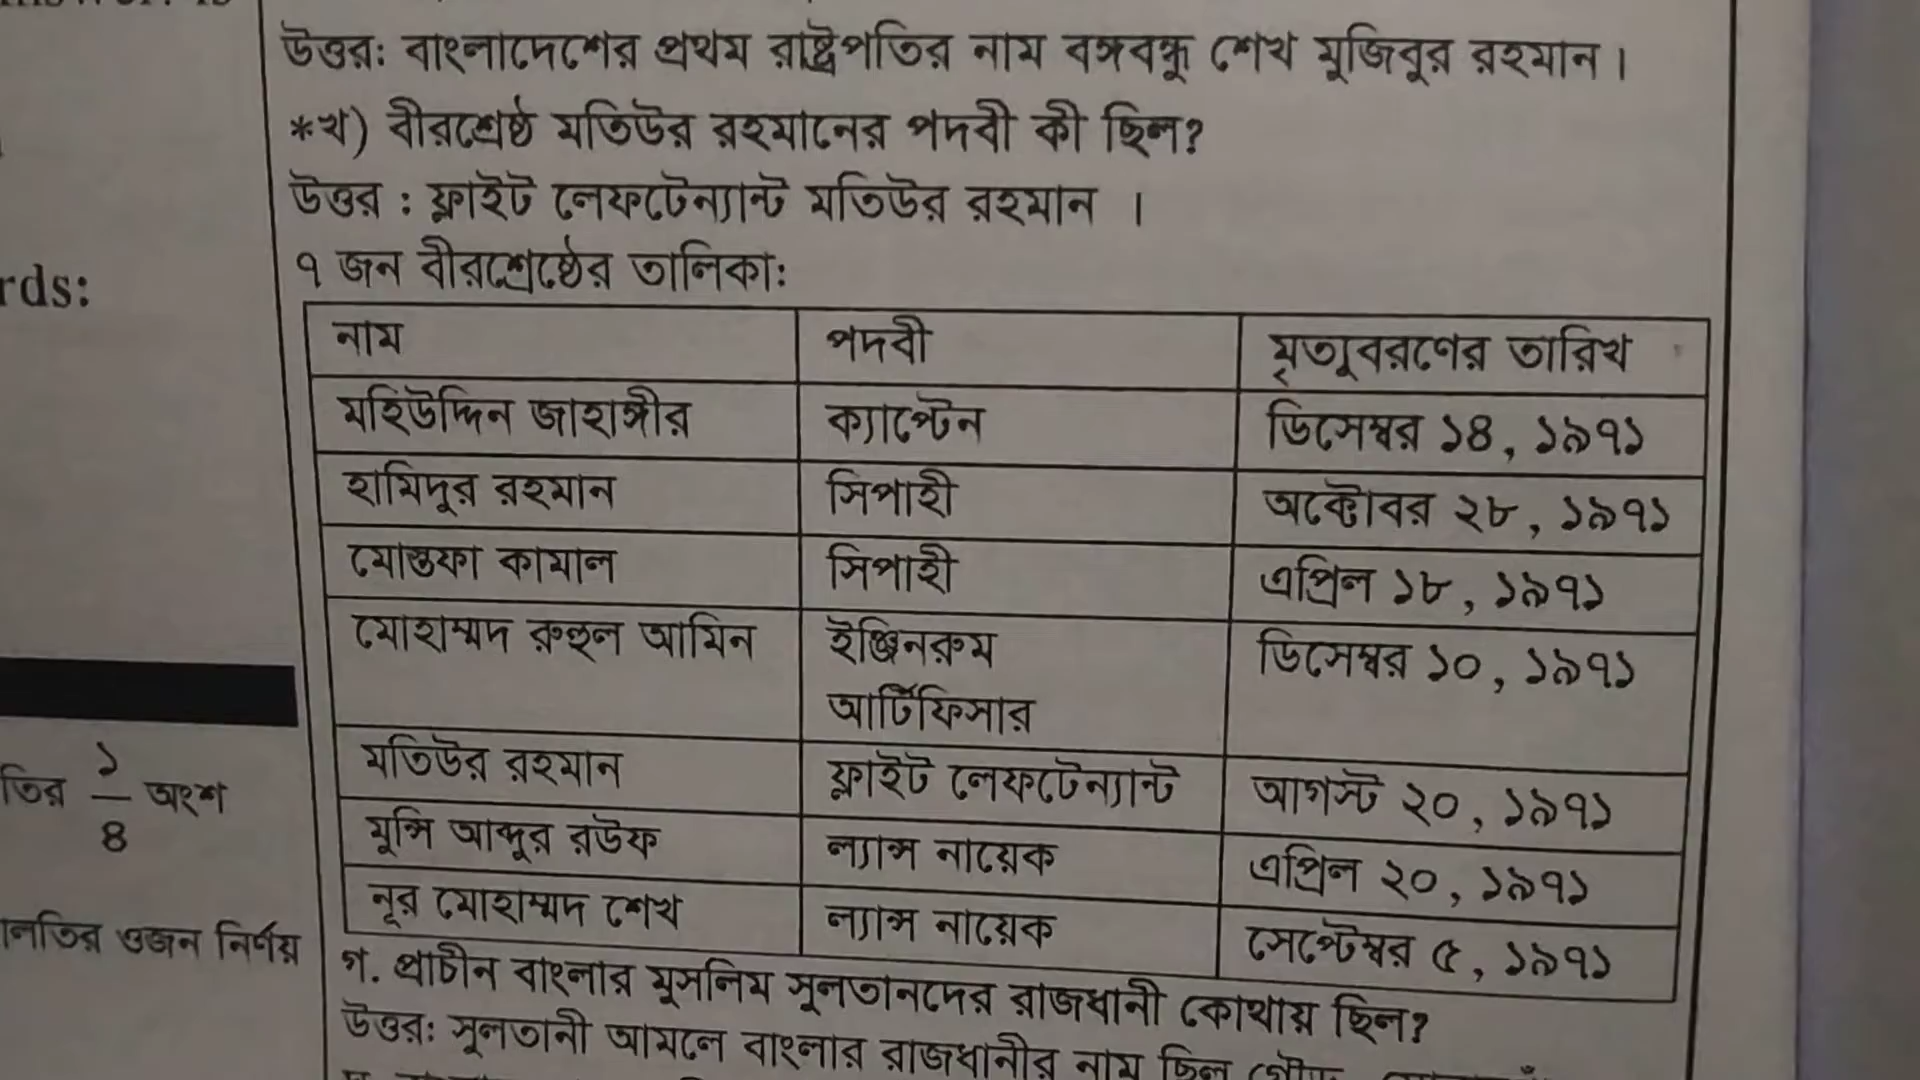 rds:
তির ১/৪ অংশ
ওজন নির্ণয়
উত্তর: বাংলাদেশের প্রথম রাষ্ট্রপতির নাম বঙ্গবন্ধু শেখ মুজিবুর রহমান।
*খ) বীরশ্রেষ্ঠ মতিউর রহমানের পদবী কী ছিল?
উত্তর : ফ্লাইট লেফটেন্যান্ট মতিউর রহমান ।
৭ জন বীরশ্রেষ্ঠের তালিকা:
নাম পদবী মৃত্যুবরণের তারিখ
মহিউদ্দিন জাহাঙ্গীর ক্যাপ্টেন ডিসেম্বর ১৪, ১৯৭১
হামিদুর রহমান সিপাহী অক্টোবর ২৮, ১৯৭১
মোস্তফা কামাল সিপাহী এপ্রিল ১৮, ১৯৭১
মোহাম্মদ রুহুল আমিন ইঞ্জিনরুম ডিসেম্বর ১০, ১৯৭১
আর্টিফিসার
মতিউর রহমান ফ্লাইট লেফটেন্যান্ট আগস্ট ২০, ১৯৭১
মুন্সি আব্দুর রউফ ল্যান্স নায়েক এপ্রিল ২০, ১৯৭১
নূর মোহাম্মদ শেখ ল্যান্স নায়েক সেপ্টেম্বর ৫, ১৯৭১
গ. প্রাচীন বাংলার মুসলিম সুলতানদের রাজধানী কোথায় ছিল?
উত্তর: সুলতানী আমলে বাংলার রাজধানীর নাম ছিল